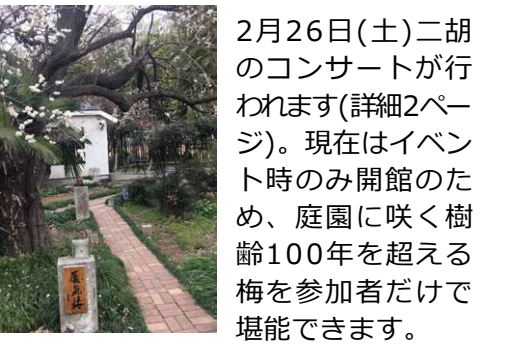 2月26日(土)二胡
のコンサートが行
われます(詳細2ペー
ジ)。現在はイベン
ト時のみ開館のた
め、庭園に咲く樹
齢100年を超える
梅を参加者だけで
堪能できます。